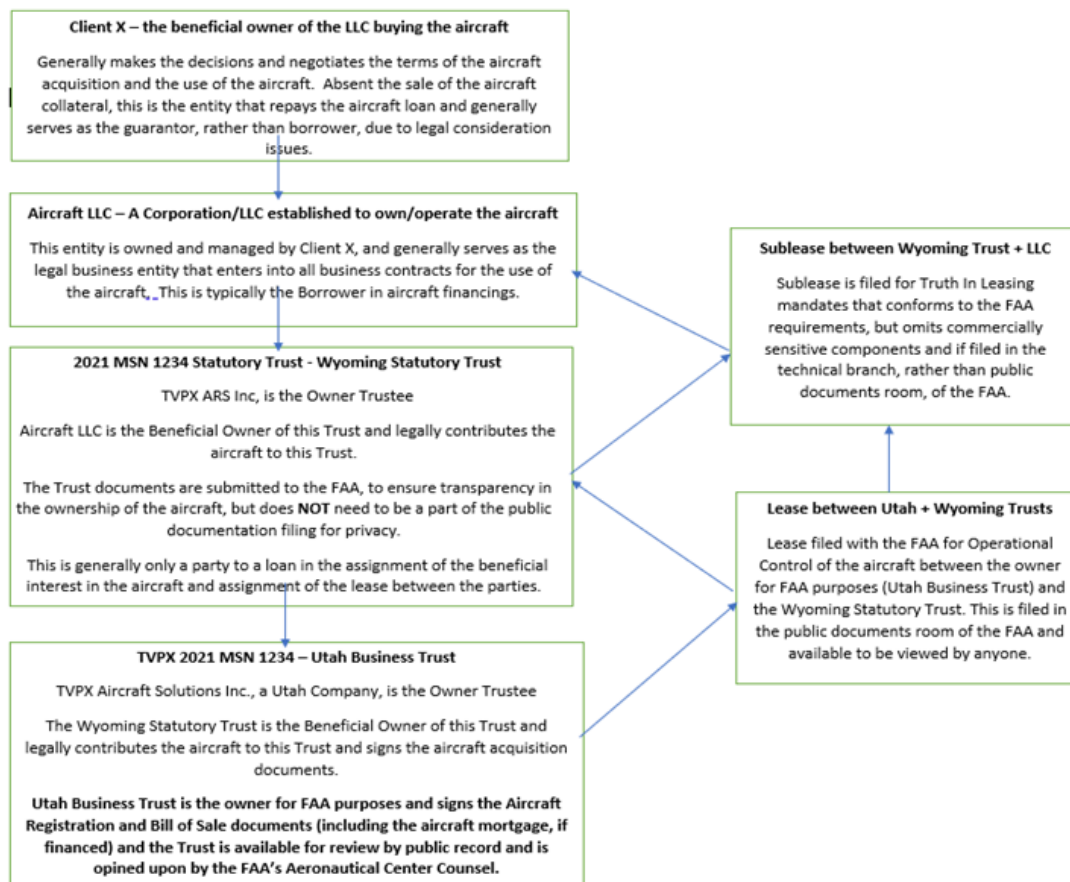 Client X – the beneficial owner of the LLC buying the aircraft
Generally makes the decisions and negotiates the terms of the aircraft
acquisition and the use of the aircraft. Absent the sale of the aircraft
collateral, this is the entity that repays the aircraft loan and generally
serves as the guarantor, rather than borrower, due to legal consideration
issues.
Aircraft LLC – A Corporation/LLC established to own/operate the aircraft
This entity is owned and managed by Client X, and generally serves as the
legal business entity that enters into all business contracts for the use of
the aircraft. This is typically the Borrower in aircraft financings.
2021 MSN 1234 Statutory Trust - Wyoming Statutory Trust
TVPX ARS Inc, is the Owner Trustee
Aircraft LLC is the Beneficial Owner of this Trust and legally contributes the
aircraft to this Trust.
The Trust documents are submitted to the FAA, to ensure transparency in
the ownership of the aircraft, but does NOT need to be a part of the public
documentation filing for privacy.
This is generally only a party to a loan in the assignment of the beneficial
interest in the aircraft and assignment of the lease between the parties.
TVPX 2021 MSN 1234 – Utah Business Trust
TVPX Aircraft Solutions Inc., a Utah Company, is the Owner Trustee
The Wyoming Statutory Trust is the Beneficial Owner of this Trust and
legally contributes the aircraft to this Trust and signs the aircraft acquisition
documents.
Utah Business Trust is the owner for FAA purposes and signs the Aircraft
Registration and Bill of Sale documents (including the aircraft mortgage, if
financed) and the Trust is available for review by public record and is
opined upon by the FAA's Aeronautical Center Counsel.
Sublease between Wyoming Trust + LLC
Sublease is filed for Truth In Leasing
mandates that conforms to the FAA
requirements, but omits commercially
sensitive components and if filed in the
technical branch, rather than public
documents room, of the FAA.
Lease between Utah + Wyoming Trusts
Lease filed with the FAA for Operational
Control of the aircraft between the owner
for FAA purposes (Utah Business Trust) and
the Wyoming Statutory Trust. This is filed in
the public documents room of the FAA and
available to be viewed by anyone.